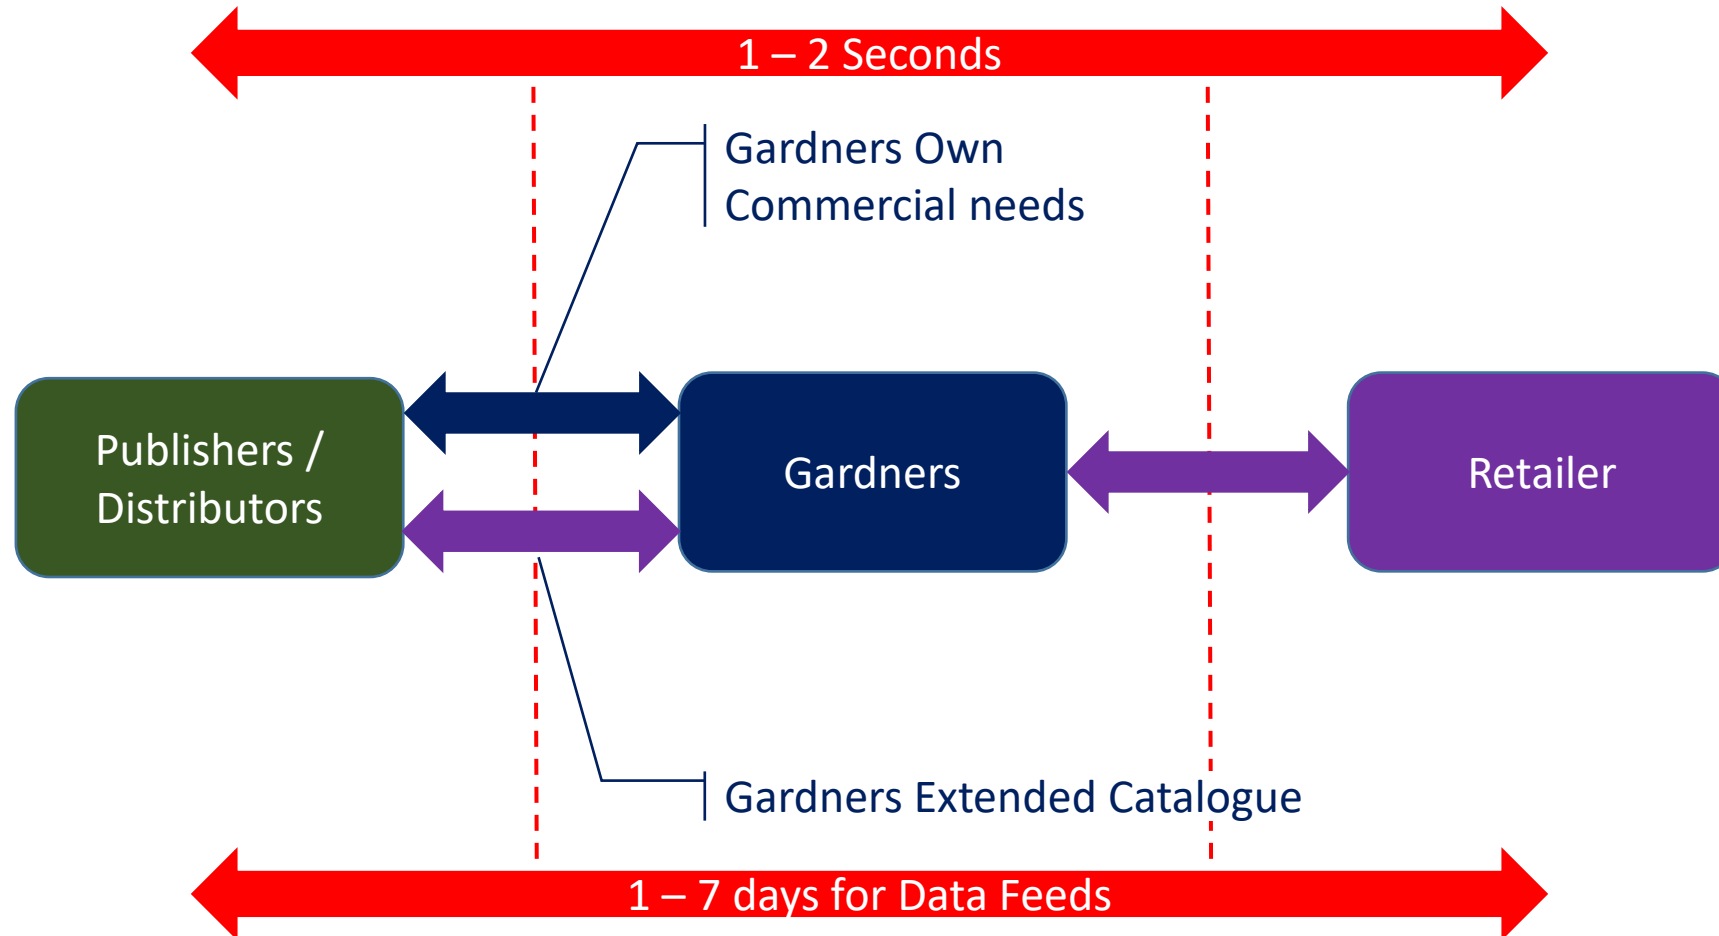 1 – 2 Seconds
Gardners Own
Commercial needs
Publishers /
Distributors
Gardners
Retailer
Gardners Extended Catalogue
1 – 7 days for Data Feeds